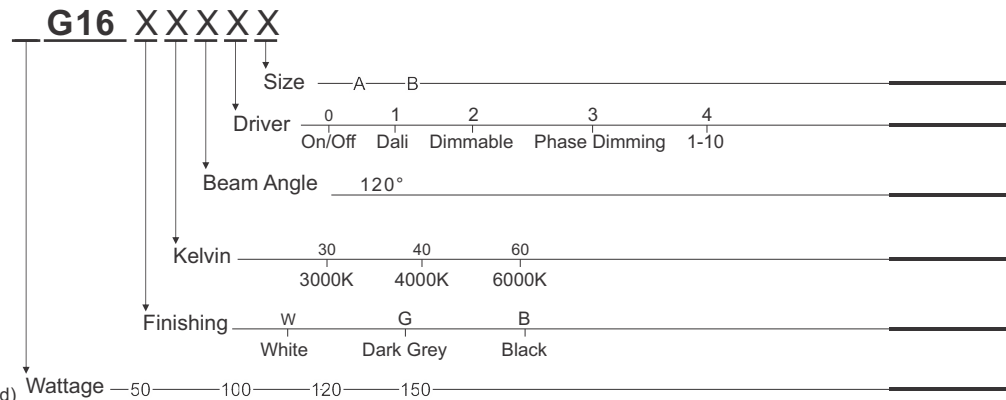 G16 X X X X X
Size A B
Driver 0 1 2 3 4
On/Off Dali Dimmable Phase Dimming 1-10
Beam Angle 120°
Kelvin 30 40 60
3000K 4000K 6000K
Finishing W G B
White Dark Grey Black
d) Wattage 50 100 120 150